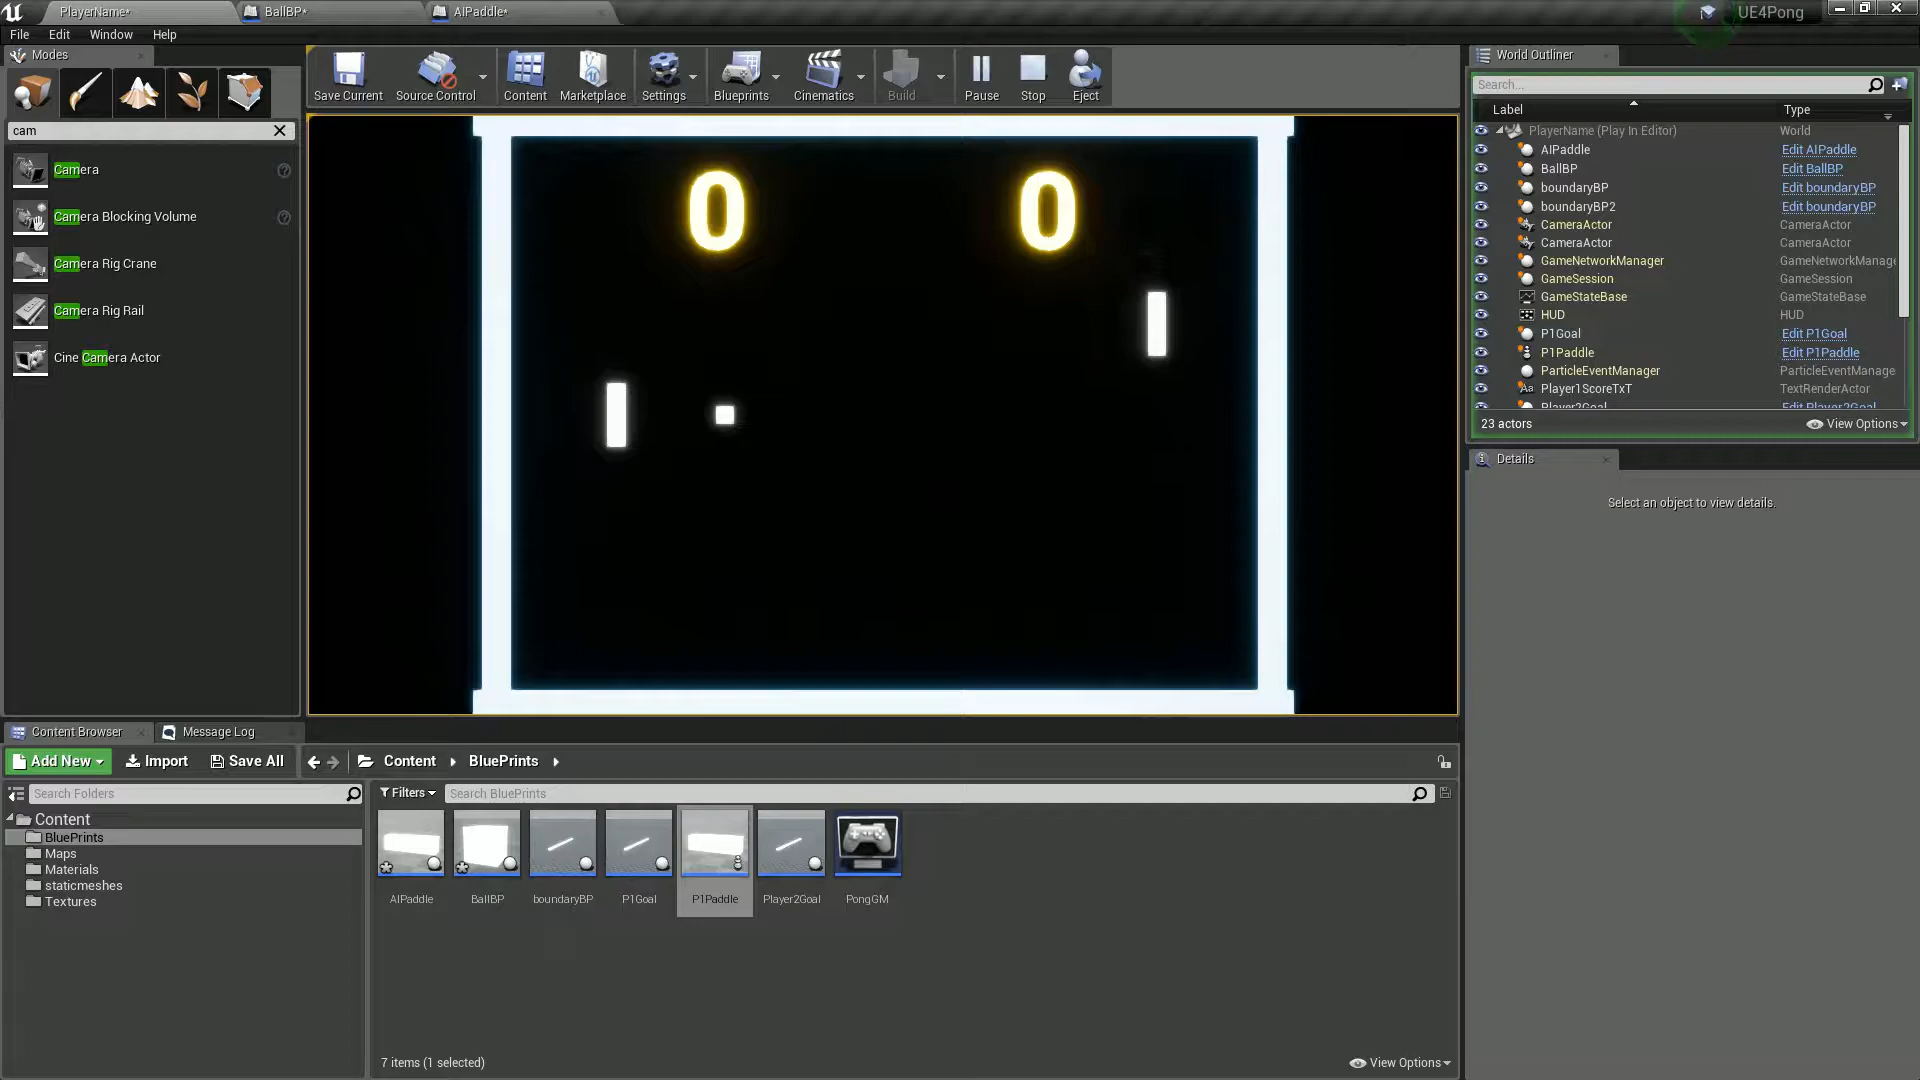 PlayerName*
BallBP*
AIPaddle*
UE4Pong
File Edit Window Help
Modes
cam
Camera
Camera Blocking Volume
Camera Rig Crane
Camera Rig Rail
Cine Camera Actor
Save Current
Source Control
Content
Marketplace
Settings
Blueprints
Cinematics
Build
Pause
Stop
Eject
0 0
World Outliner
Search...
Label Type
PlayerName (Play In Editor) World
AIPaddle Edit AIPaddle
BallBP Edit BallBP
boundaryBP Edit boundaryBP
boundaryBP2 Edit boundaryBP
CameraActor CameraActor
CameraActor CameraActor
GameNetworkManager GameNetworkManage
GameSession GameSession
GameStateBase GameStateBase
HUD HUD
P1Goal Edit P1Goal
P1Paddle Edit P1Paddle
ParticleEventManager ParticleEventManage
Player1ScoreTxT TextRenderActor
Player2Goal Edit Player2Goal
23 actors View Options
Details
Select an object to view details.
Content Browser
Message Log
Add New Import Save All Content BluePrints
Search Folders
Content
BluePrints
Maps
Materials
staticmeshes
Textures
Filters Search BluePrints
AIPaddle BallBP boundaryBP P1Goal P1Paddle Player2Goal PongGM
7 items (1 selected) View Options